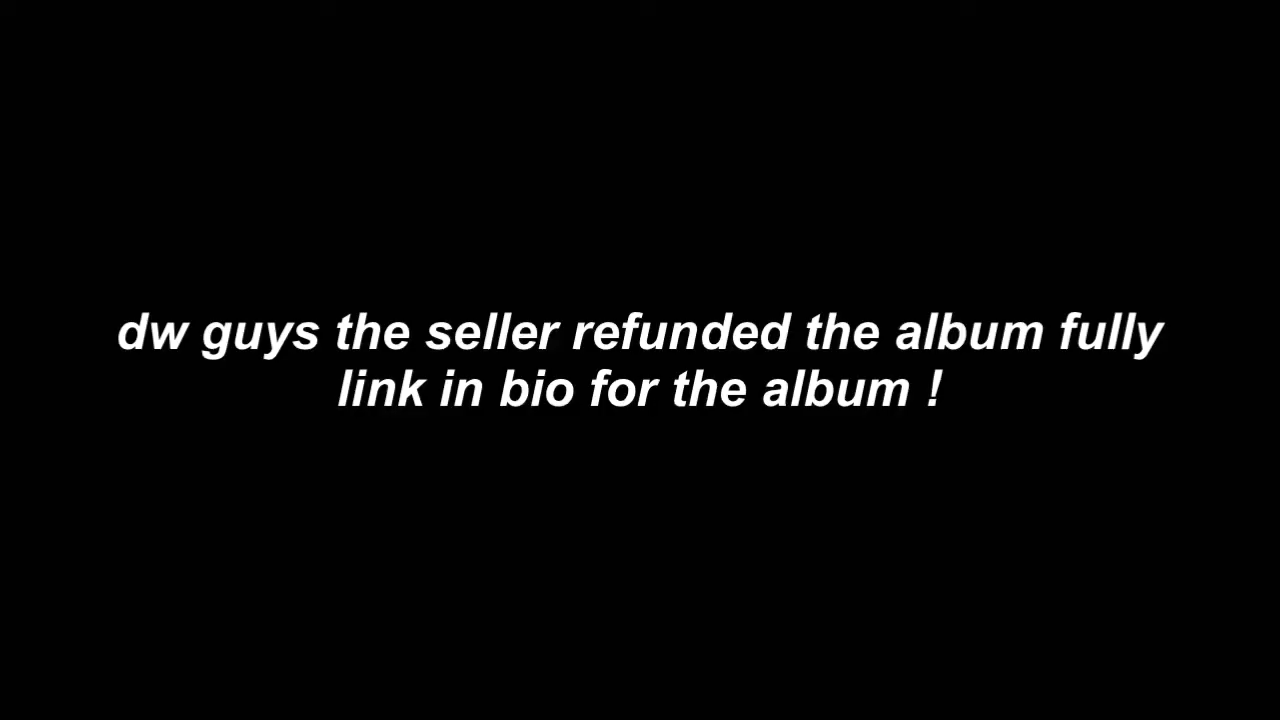 dw guys the seller refunded the album fully
link in bio for the album !